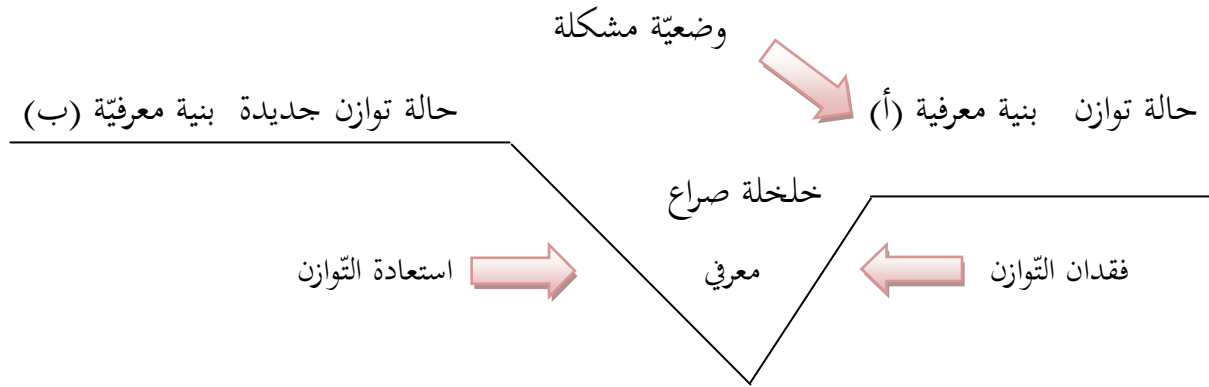 وضعيّة مشكلة
حالة توازن بنية معرفية (أ)
حالة توازن جديدة بنية معرفيّة (ب)
خلخلة صراع
معرفي
فقدان التّوازن
استعادة التّوازن